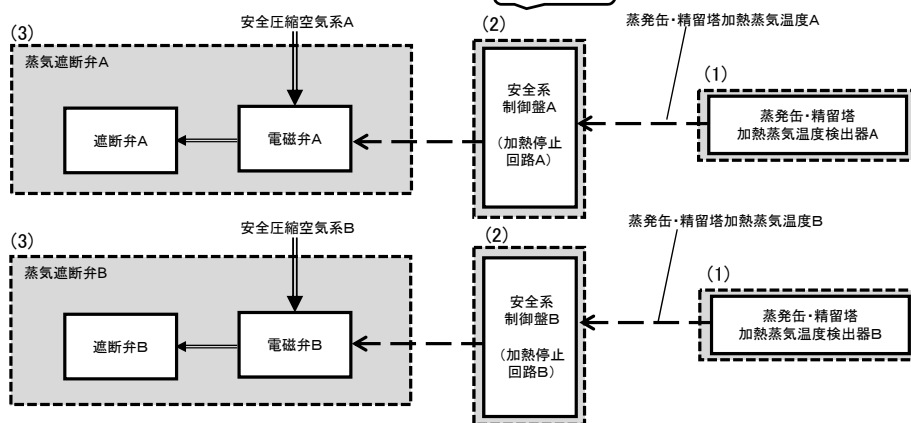 安全圧縮空気系A
(2)
蒸発缶・精留塔加熱蒸気温度A
(3)
蒸気遮断弁A
(1)
安全系
制御盤A
(加熱停止
回路A)
蒸発缶・精留塔
加熱蒸気温度検出器A
遮断弁A
電磁弁A
安全圧縮空気系B
(2)
蒸発缶・精留塔加熱蒸気温度B
(3)
蒸気遮断弁B
(1)
安全系
制御盤B
(加熱停止
回路B)
蒸発缶・精留塔
加熱蒸気温度検出器B
遮断弁B
電磁弁B